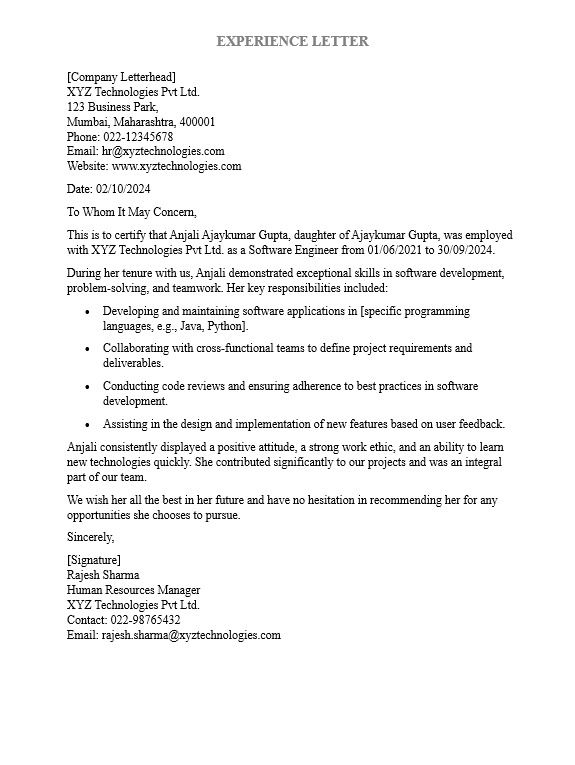 EXPERIENCE LETTER
[Company Letterhead]
XYZ Technologies Pvt Ltd.
123 Business Park,
Mumbai, Maharashtra, 400001
Phone: 022-12345678
Email: hr@xyztechnologies.com
Website: www.xyztechnologies.com
Date: 02/10/2024
To Whom It May Concern,
This is to certify that Anjali Ajaykumar Gupta, daughter of Ajaykumar Gupta, was employed
with XYZ Technologies Pvt Ltd. as a Software Engineer from 01/06/2021 to 30/09/2024.
During her tenure with us, Anjali demonstrated exceptional skills in software development,
problem-solving, and teamwork. Her key responsibilities included:
• Developing and maintaining software applications in [specific programming
languages, e.g., Java, Python].
• Collaborating with cross-functional teams to define project requirements and
deliverables.
• Conducting code reviews and ensuring adherence to best practices in software
development.
• Assisting in the design and implementation of new features based on user feedback.
Anjali consistently displayed a positive attitude, a strong work ethic, and an ability to learn
new technologies quickly. She contributed significantly to our projects and was an integral
part of our team.
We wish her all the best in her future and have no hesitation in recommending her for any
opportunities she chooses to pursue.
Sincerely,
[Signature]
Rajesh Sharma
Human Resources Manager
XYZ Technologies Pvt Ltd.
Contact: 022-98765432
Email: rajesh.sharma@xyztechnologies.com